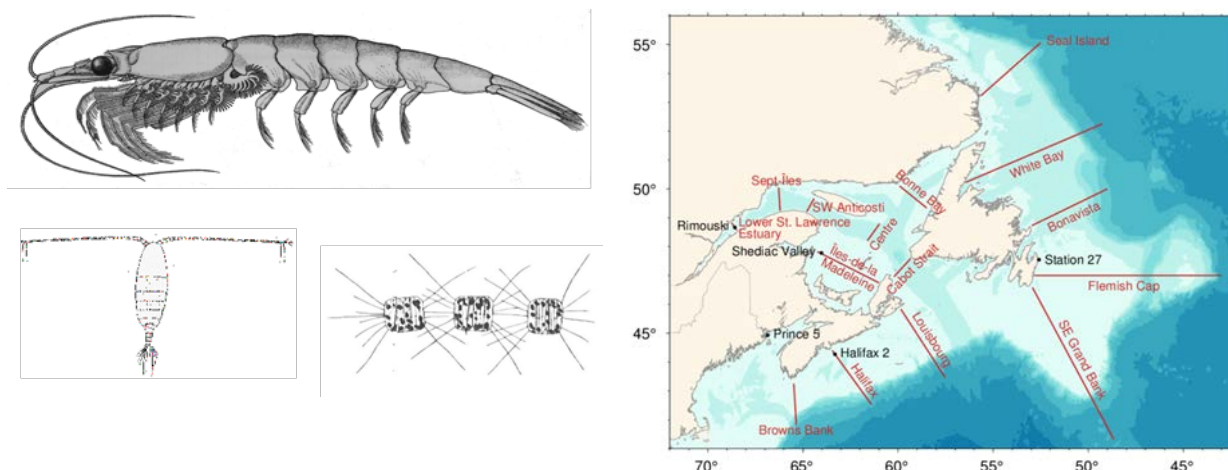 55°
50°
45°
70°
65°
60°
55°
50°
45°
Seal Island
White Bay
Bonavista
Station 27
Flemish Cap
SE Grand Bank
Sept-Îles
SW Anticosti
Bonne Bay
Rimouski
Lower St. Lawrence
Estuary
Centre
Shediac Valley
Îles-de-la
Madeleine
Cabot Strait
Louisbourg
Prince 5
Halifax 2
Halifax
Browns Bank